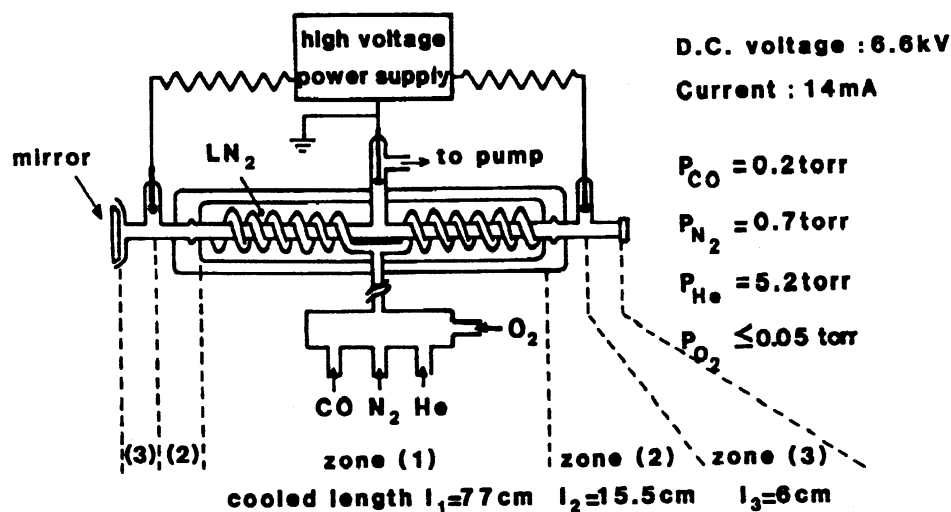 high voltage
power supply
D.C. voltage : 6.6kV
Current : 14mA
mirror
LN2
to pump
PCO = 0.2torr
PN2 = 0.7torr
PHe = 5.2torr
PO2 ≤ 0.05 torr
O2
CO N2 He
(3) (2) zone (1) zone (2) zone (3)
cooled length l1=77cm l2=15.5cm l3=6cm